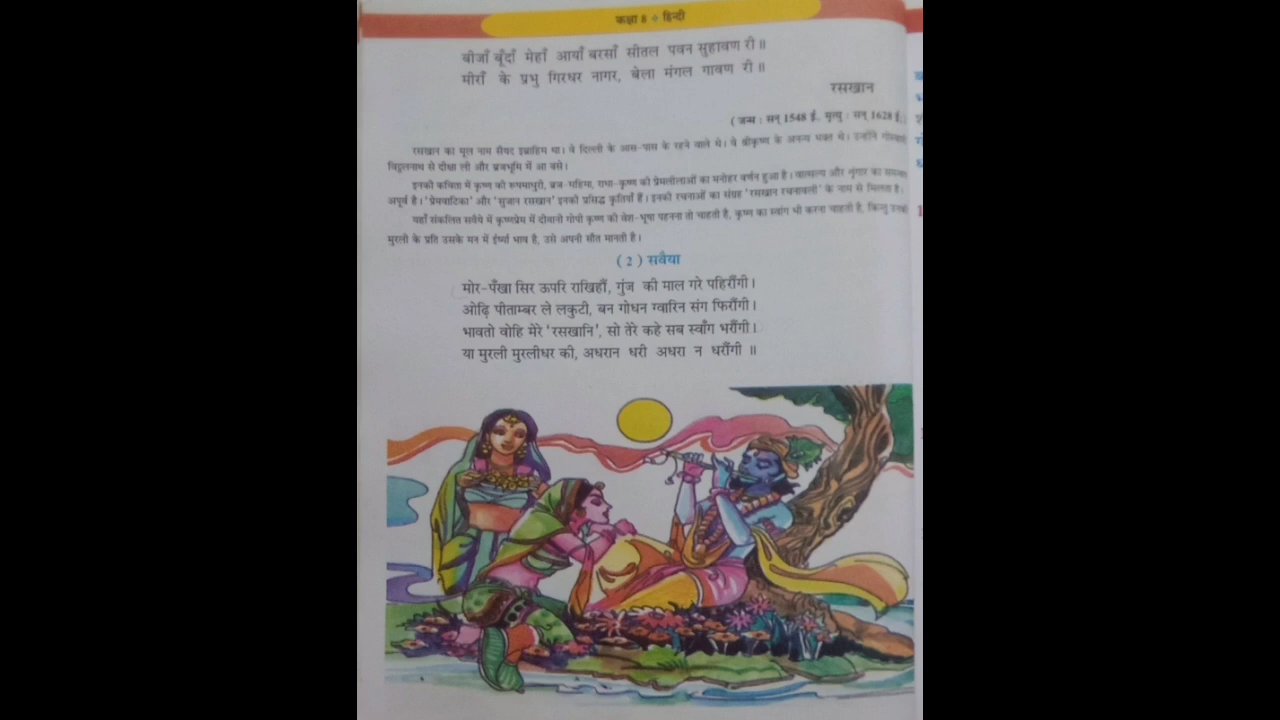 कक्षा 8 ❖ हिन्दी
बीजाँ बूँदाँ मेहाँ आयाँ बरसाँ सीतल पवन सुहावण री॥
मीराँ के प्रभु गिरधर नागर, बेला मंगल गावण री॥
रसखान
( जन्म : सन् 1548 ई., मृत्यु : सन् 1628 ई.
रसखान का मूल नाम सैयद इब्राहिम था। वे दिल्ली के आस-पास के रहने वाले थे। वे श्रीकृष्ण के अनन्य भक्त थे। उन्होंने
विट्ठलनाथ से दीक्षा ली और ब्रजभूमि में आ बसे।
इनकी कविता में कृष्ण की रूपमाधुरी, ब्रज-महिमा, राधा-कृष्ण की प्रेमलीलाओं का मनोहर वर्णन हुआ है। वात्सल्य और शृंगार का
अपूर्व है। 'प्रेमवाटिका' और 'सुजान रसखान' इनकी प्रसिद्ध कृतियाँ हैं। इनकी रचनाओं का संग्रह 'रसखान रचनावली' के नाम से मिलता है।
यहाँ संकलित सवैये में कृष्णप्रेम में दीवानी गोपी कृष्ण की वेश-भूषा पहनना तो चाहती है, कृष्ण का स्वांग भी करना चाहती है, किन्तु
मुरली के प्रति उसके मन में ईर्ष्या भाव है, उसे अपनी सौत मानती है।
( 2 ) सवैया
मोर-पँखा सिर ऊपरि राखिहौं, गुंज की माल गरे पहिरौंगी।
ओढ़ि पीताम्बर ले लकुटी, बन गोधन ग्वारिन संग फिरौंगी।
भावतो वोहि मेरे 'रसखानि', सो तेरे कहे सब स्वाँग भरौंगी।
या मुरली मुरलीधर की, अधरान धरी अधरा न धरौंगी ॥